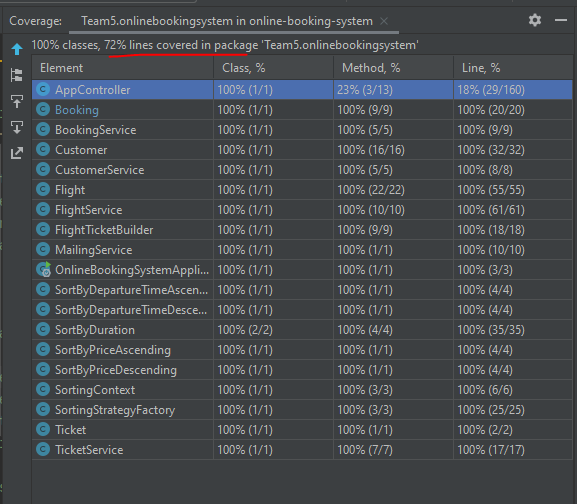 Coverage: Team5.onlinebookingsystem in online-booking-system
100% classes, 72% lines covered in package 'Team5.onlinebookingsystem'
Element Class, % Method, % Line, %
AppController 100% (1/1) 23% (3/13) 18% (29/160)
Booking 100% (1/1) 100% (9/9) 100% (20/20)
BookingService 100% (1/1) 100% (5/5) 100% (9/9)
Customer 100% (1/1) 100% (16/16) 100% (32/32)
CustomerService 100% (1/1) 100% (5/5) 100% (8/8)
Flight 100% (1/1) 100% (22/22) 100% (55/55)
FlightService 100% (1/1) 100% (10/10) 100% (61/61)
FlightTicketBuilder 100% (1/1) 100% (9/9) 100% (18/18)
MailingService 100% (1/1) 100% (1/1) 100% (10/10)
OnlineBookingSystemAppli... 100% (1/1) 100% (1/1) 100% (3/3)
SortByDepartureTimeAscen... 100% (1/1) 100% (1/1) 100% (4/4)
SortByDepartureTimeDesce... 100% (1/1) 100% (1/1) 100% (4/4)
SortByDuration 100% (2/2) 100% (4/4) 100% (35/35)
SortByPriceAscending 100% (1/1) 100% (1/1) 100% (4/4)
SortByPriceDescending 100% (1/1) 100% (1/1) 100% (4/4)
SortingContext 100% (1/1) 100% (3/3) 100% (6/6)
SortingStrategyFactory 100% (1/1) 100% (3/3) 100% (25/25)
Ticket 100% (1/1) 100% (1/1) 100% (2/2)
TicketService 100% (1/1) 100% (7/7) 100% (17/17)